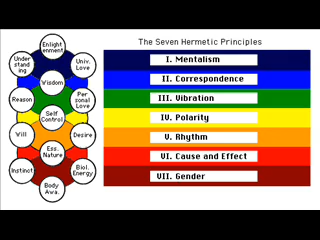 The Seven Hermetic Principles
Enlight
enment
Under
stand
ing
Univ.
Love
Wisdom
Reason
Per
sonal
Love
Self
Control
Will
Desire
Ess.
Nature
Instinct
Biol.
Energy
Body
Awa.
I. Mentalism
II. Correspondence
III. Vibration
IV. Polarity
V. Rhythm
VI. Cause and Effect
VII. Gender